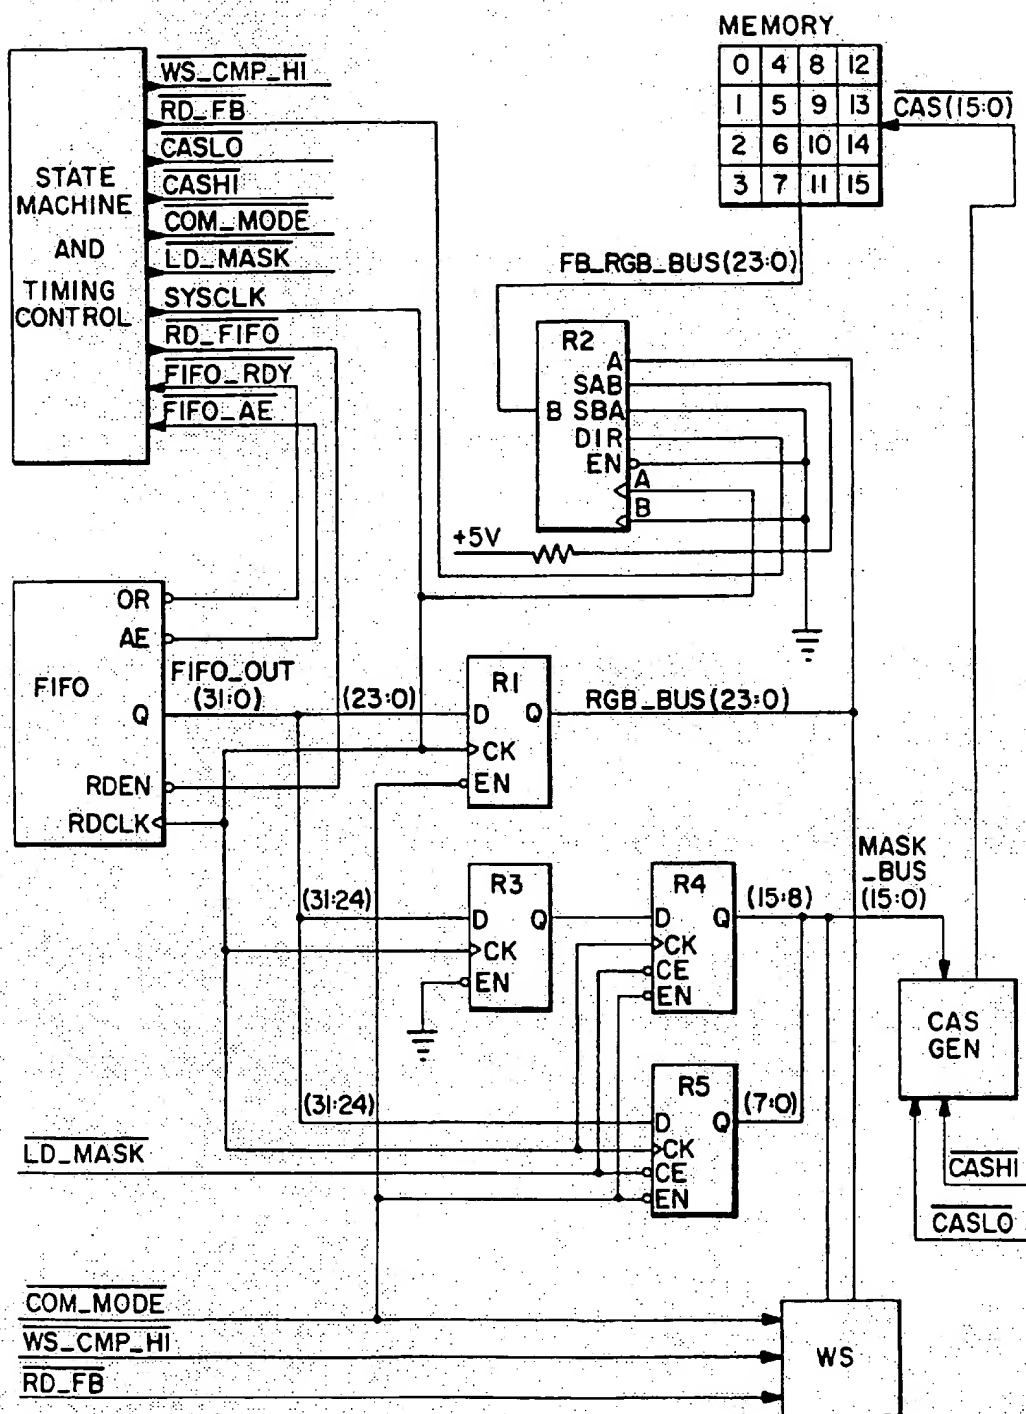 MEMORY
0 4 8 12
1 5 9 13
2 6 10 14
3 7 11 15
CAS(15:0)
STATE
MACHINE
AND
TIMING
CONTROL
WS_CMP_HI
RD_FB
CASLO
CASHI
COM_MODE
LD_MASK
SYSCLK
RD_FIFO
FIFO_RDY
FIFO_AE
FB_RGB_BUS(23:0)
R2
A
SAB
B SBA
DIR
EN
A
B
+5V
FIFO
OR
AE
Q
RDEN
RDCLK
FIFO_OUT
(31:0)
(23:0)
R1
D Q
CK
EN
RGB_BUS(23:0)
(31:24)
R3
D Q
CK
EN
R4
D Q
CK
CE
EN
(15:8)
MASK
_BUS
(15:0)
CAS
GEN
(31:24)
R5
D Q
CK
CE
EN
(7:0)
LD_MASK
CASHI
CASLO
COM_MODE
WS_CMP_HI
RD_FB
WS